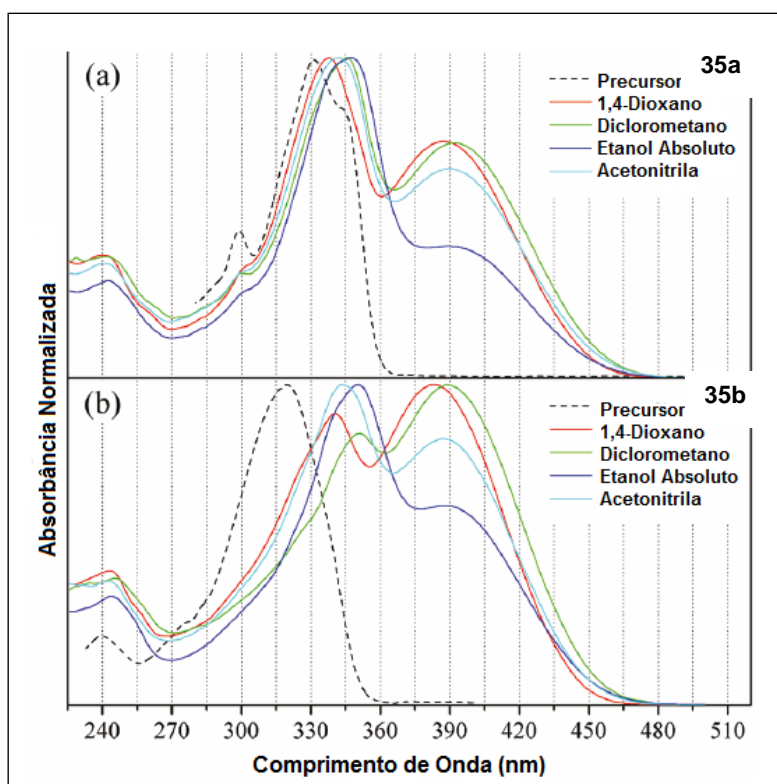 (a)
35a
Precursor
1,4-Dioxano
Diclorometano
Etanol Absoluto
Acetonitrila
(b)
35b
Precursor
1,4-Dioxano
Diclorometano
Etanol Absoluto
Acetonitrila
Absorbância Normalizada
240 270 300 330 360 390 420 450 480 510
Comprimento de Onda (nm)